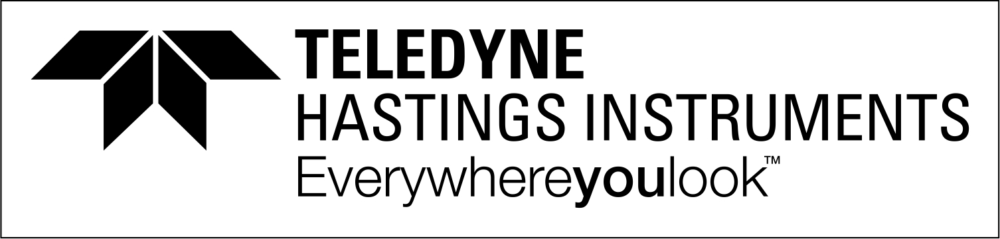 TELEDYNE
HASTINGS INSTRUMENTS
Everywhereyoulook™